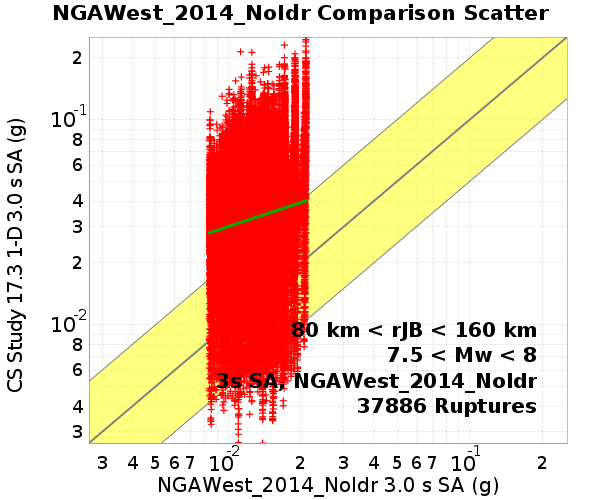 NGAWest_2014_NoIdr Comparison Scatter
CS Study 17.3 1-D 3.0 s SA (g)
2
10⁻¹
8
6
4
3
2
10⁻²
8
6
4
3
80 km < rJB < 160 km
7.5 < Mw < 8
3s SA, NGAWest_2014_NoIdr
37886 Ruptures
3 4 5 6 7 10⁻² 2 3 4 5 6 7 10⁻¹ 2
NGAWest_2014_NoIdr 3.0 s SA (g)